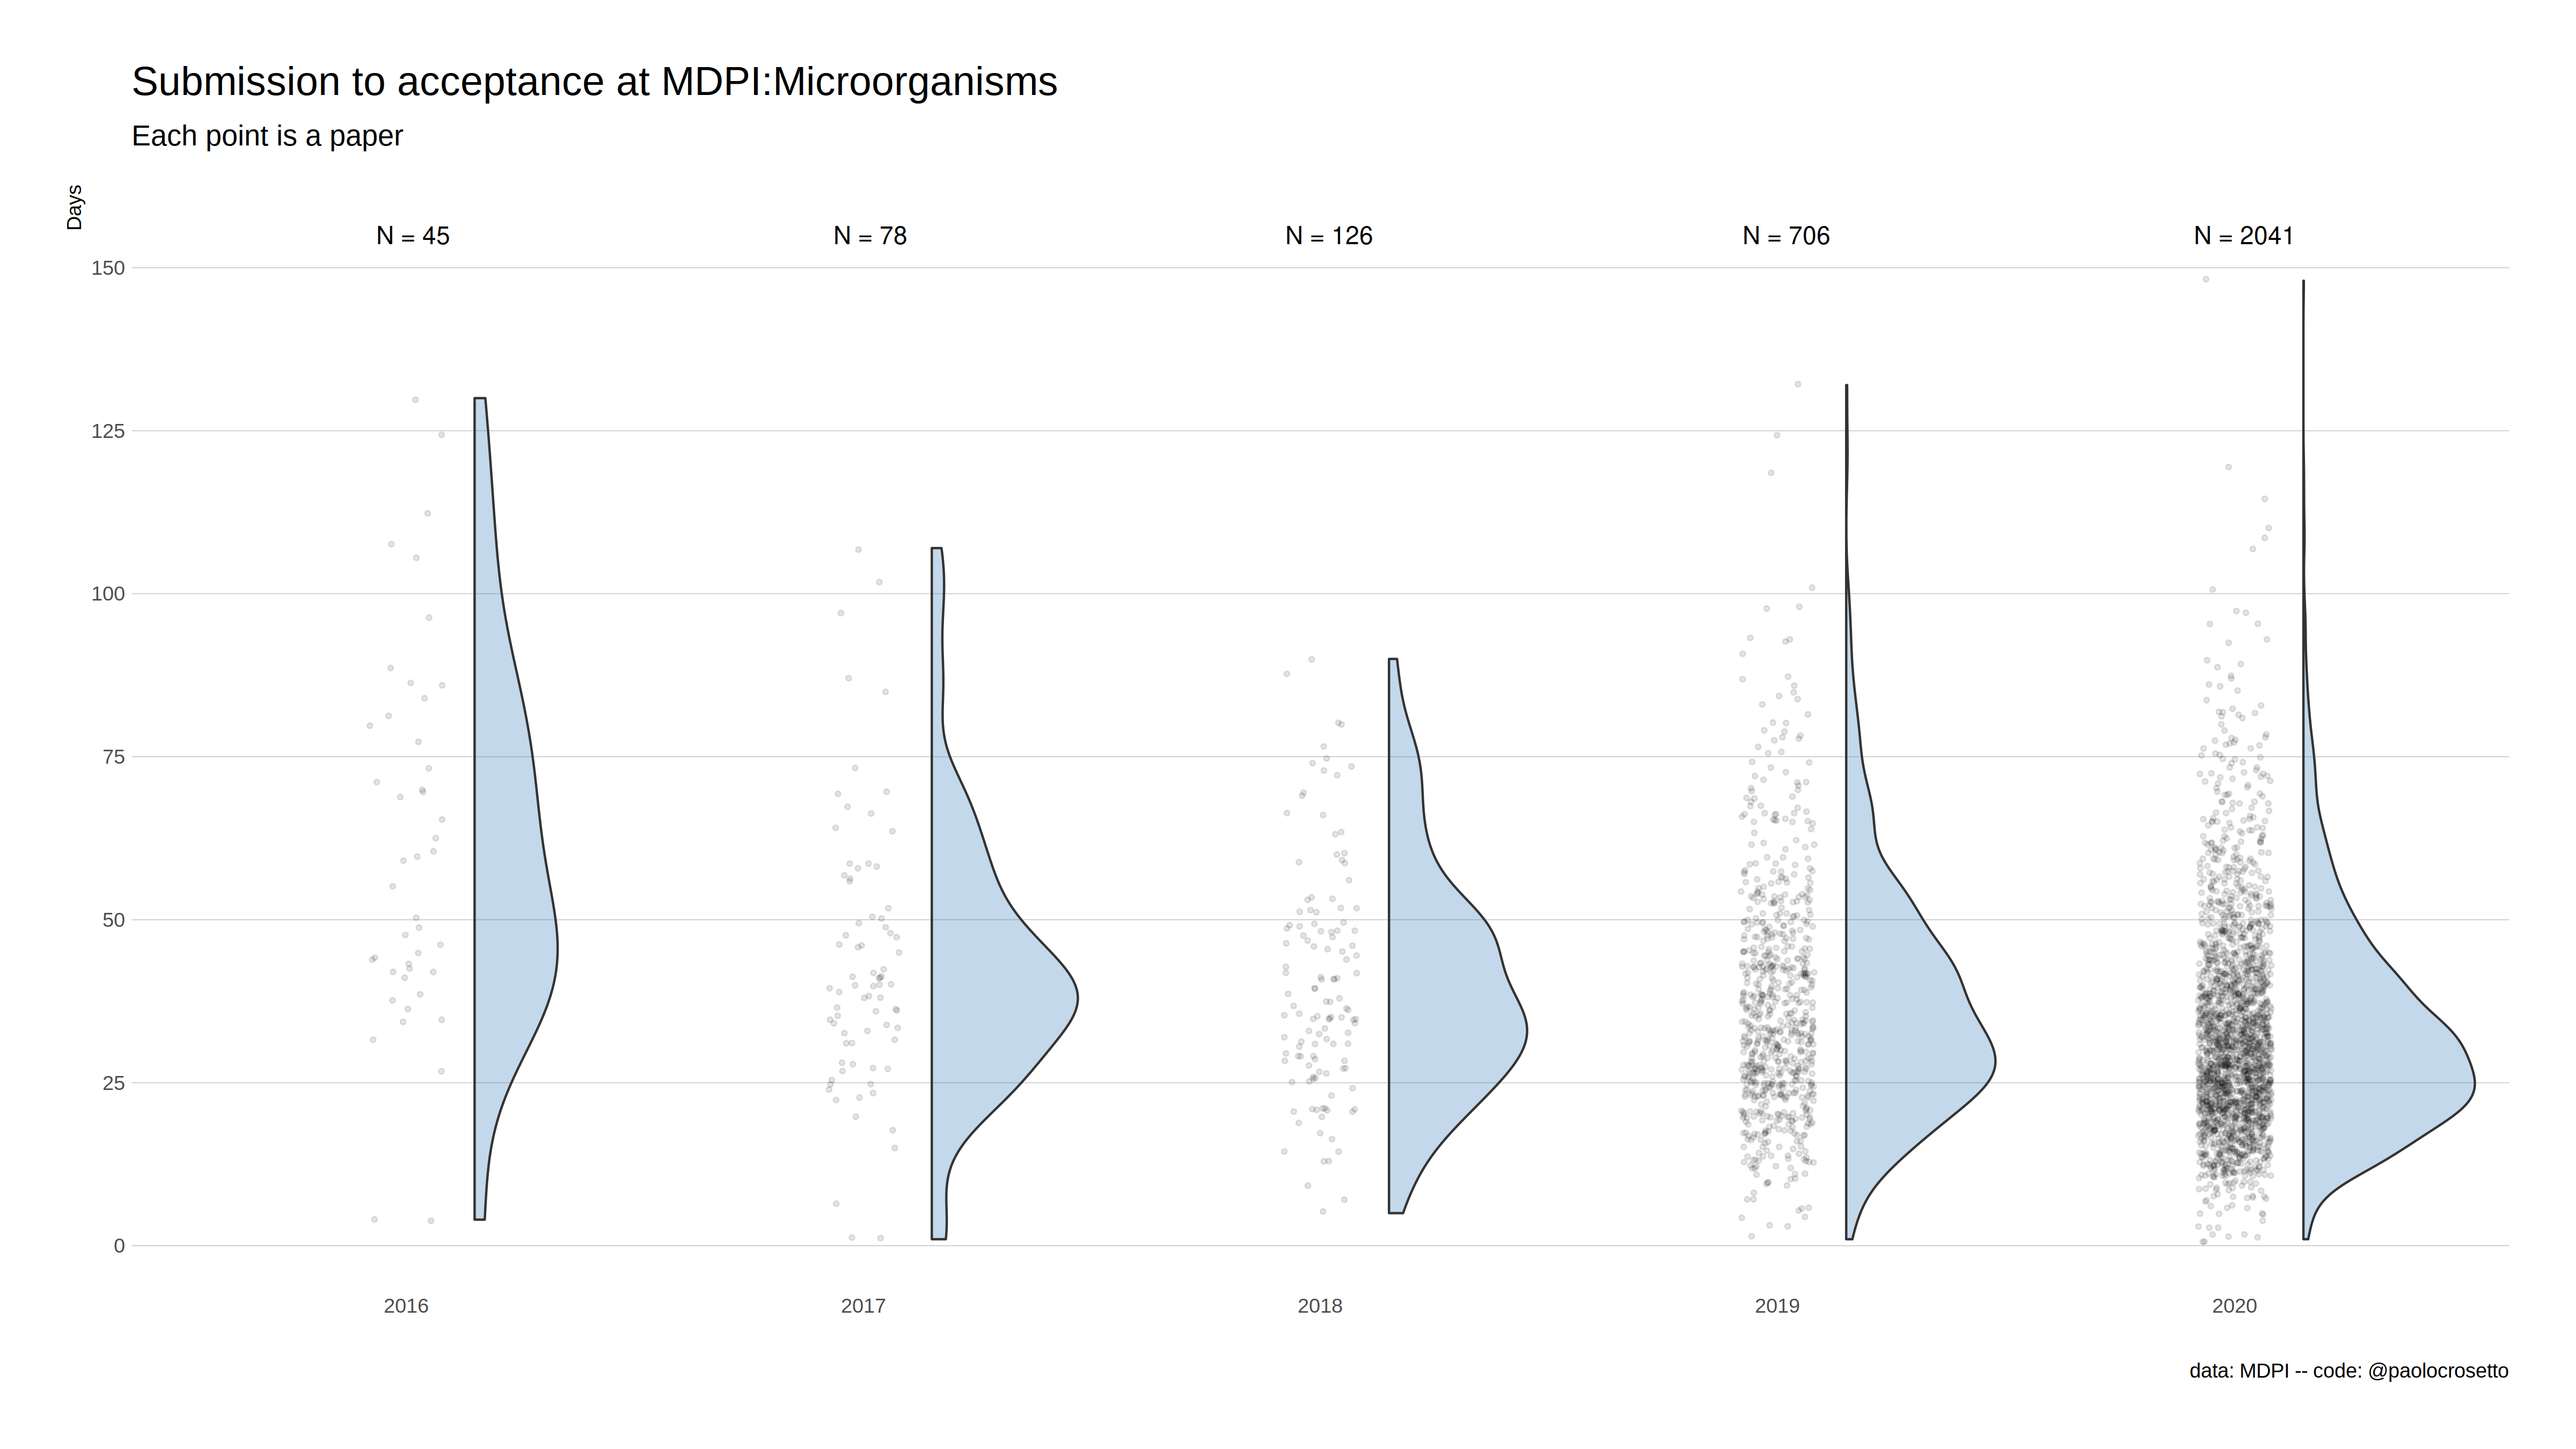 Submission to acceptance at MDPI:Microorganisms
Each point is a paper
Days
N = 45 N = 78 N = 126 N = 706 N = 2041
150
125
100
75
50
25
0
2016 2017 2018 2019 2020
data: MDPI -- code: @paolocrosetto